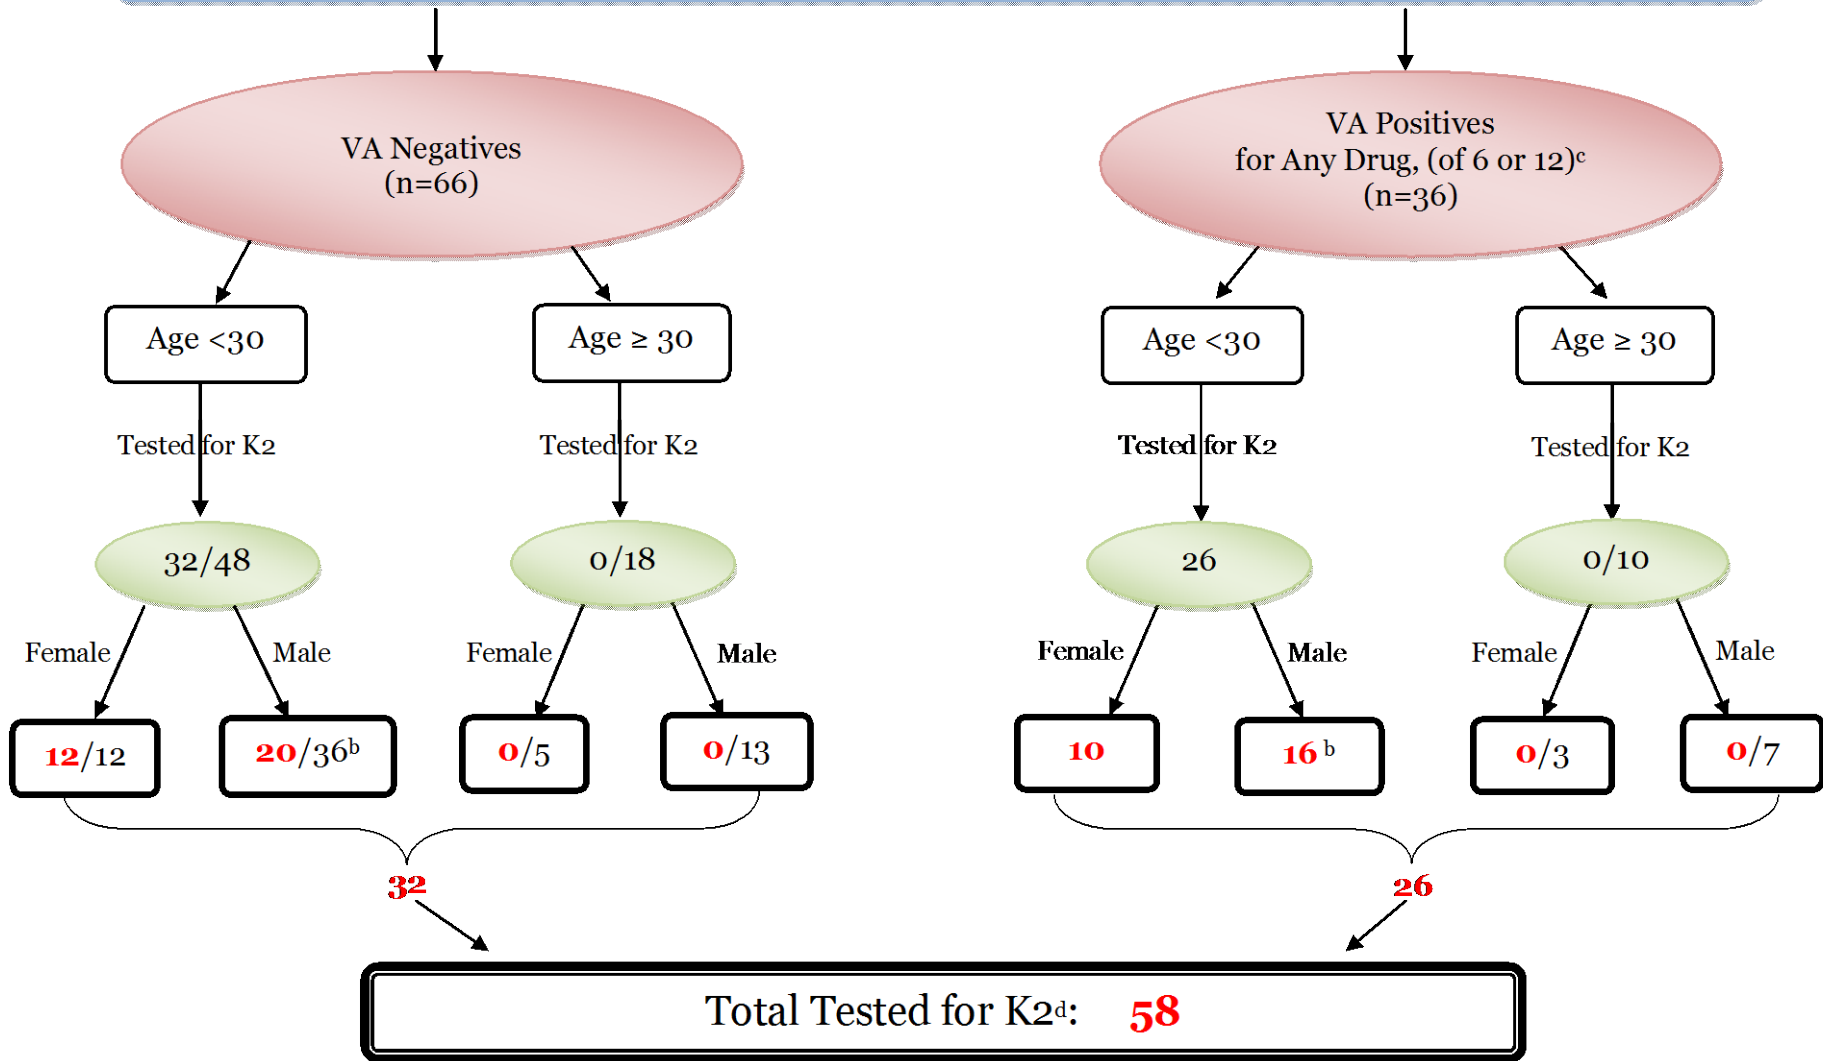 VA Negatives
(n=66)
VA Positives
for Any Drug, (of 6 or 12)ᶜ
(n=36)
Age <30
Age ≥ 30
Age <30
Age ≥ 30
Tested for K2
Tested for K2
Tested for K2
Tested for K2
32/48
0/18
26
0/10
Female
Male
Female
Male
Female
Male
Female
Male
12/12
20/36ᵇ
0/5
0/13
10
16 ᵇ
0/3
0/7
32
26
Total Tested for K2ᵈ: 58